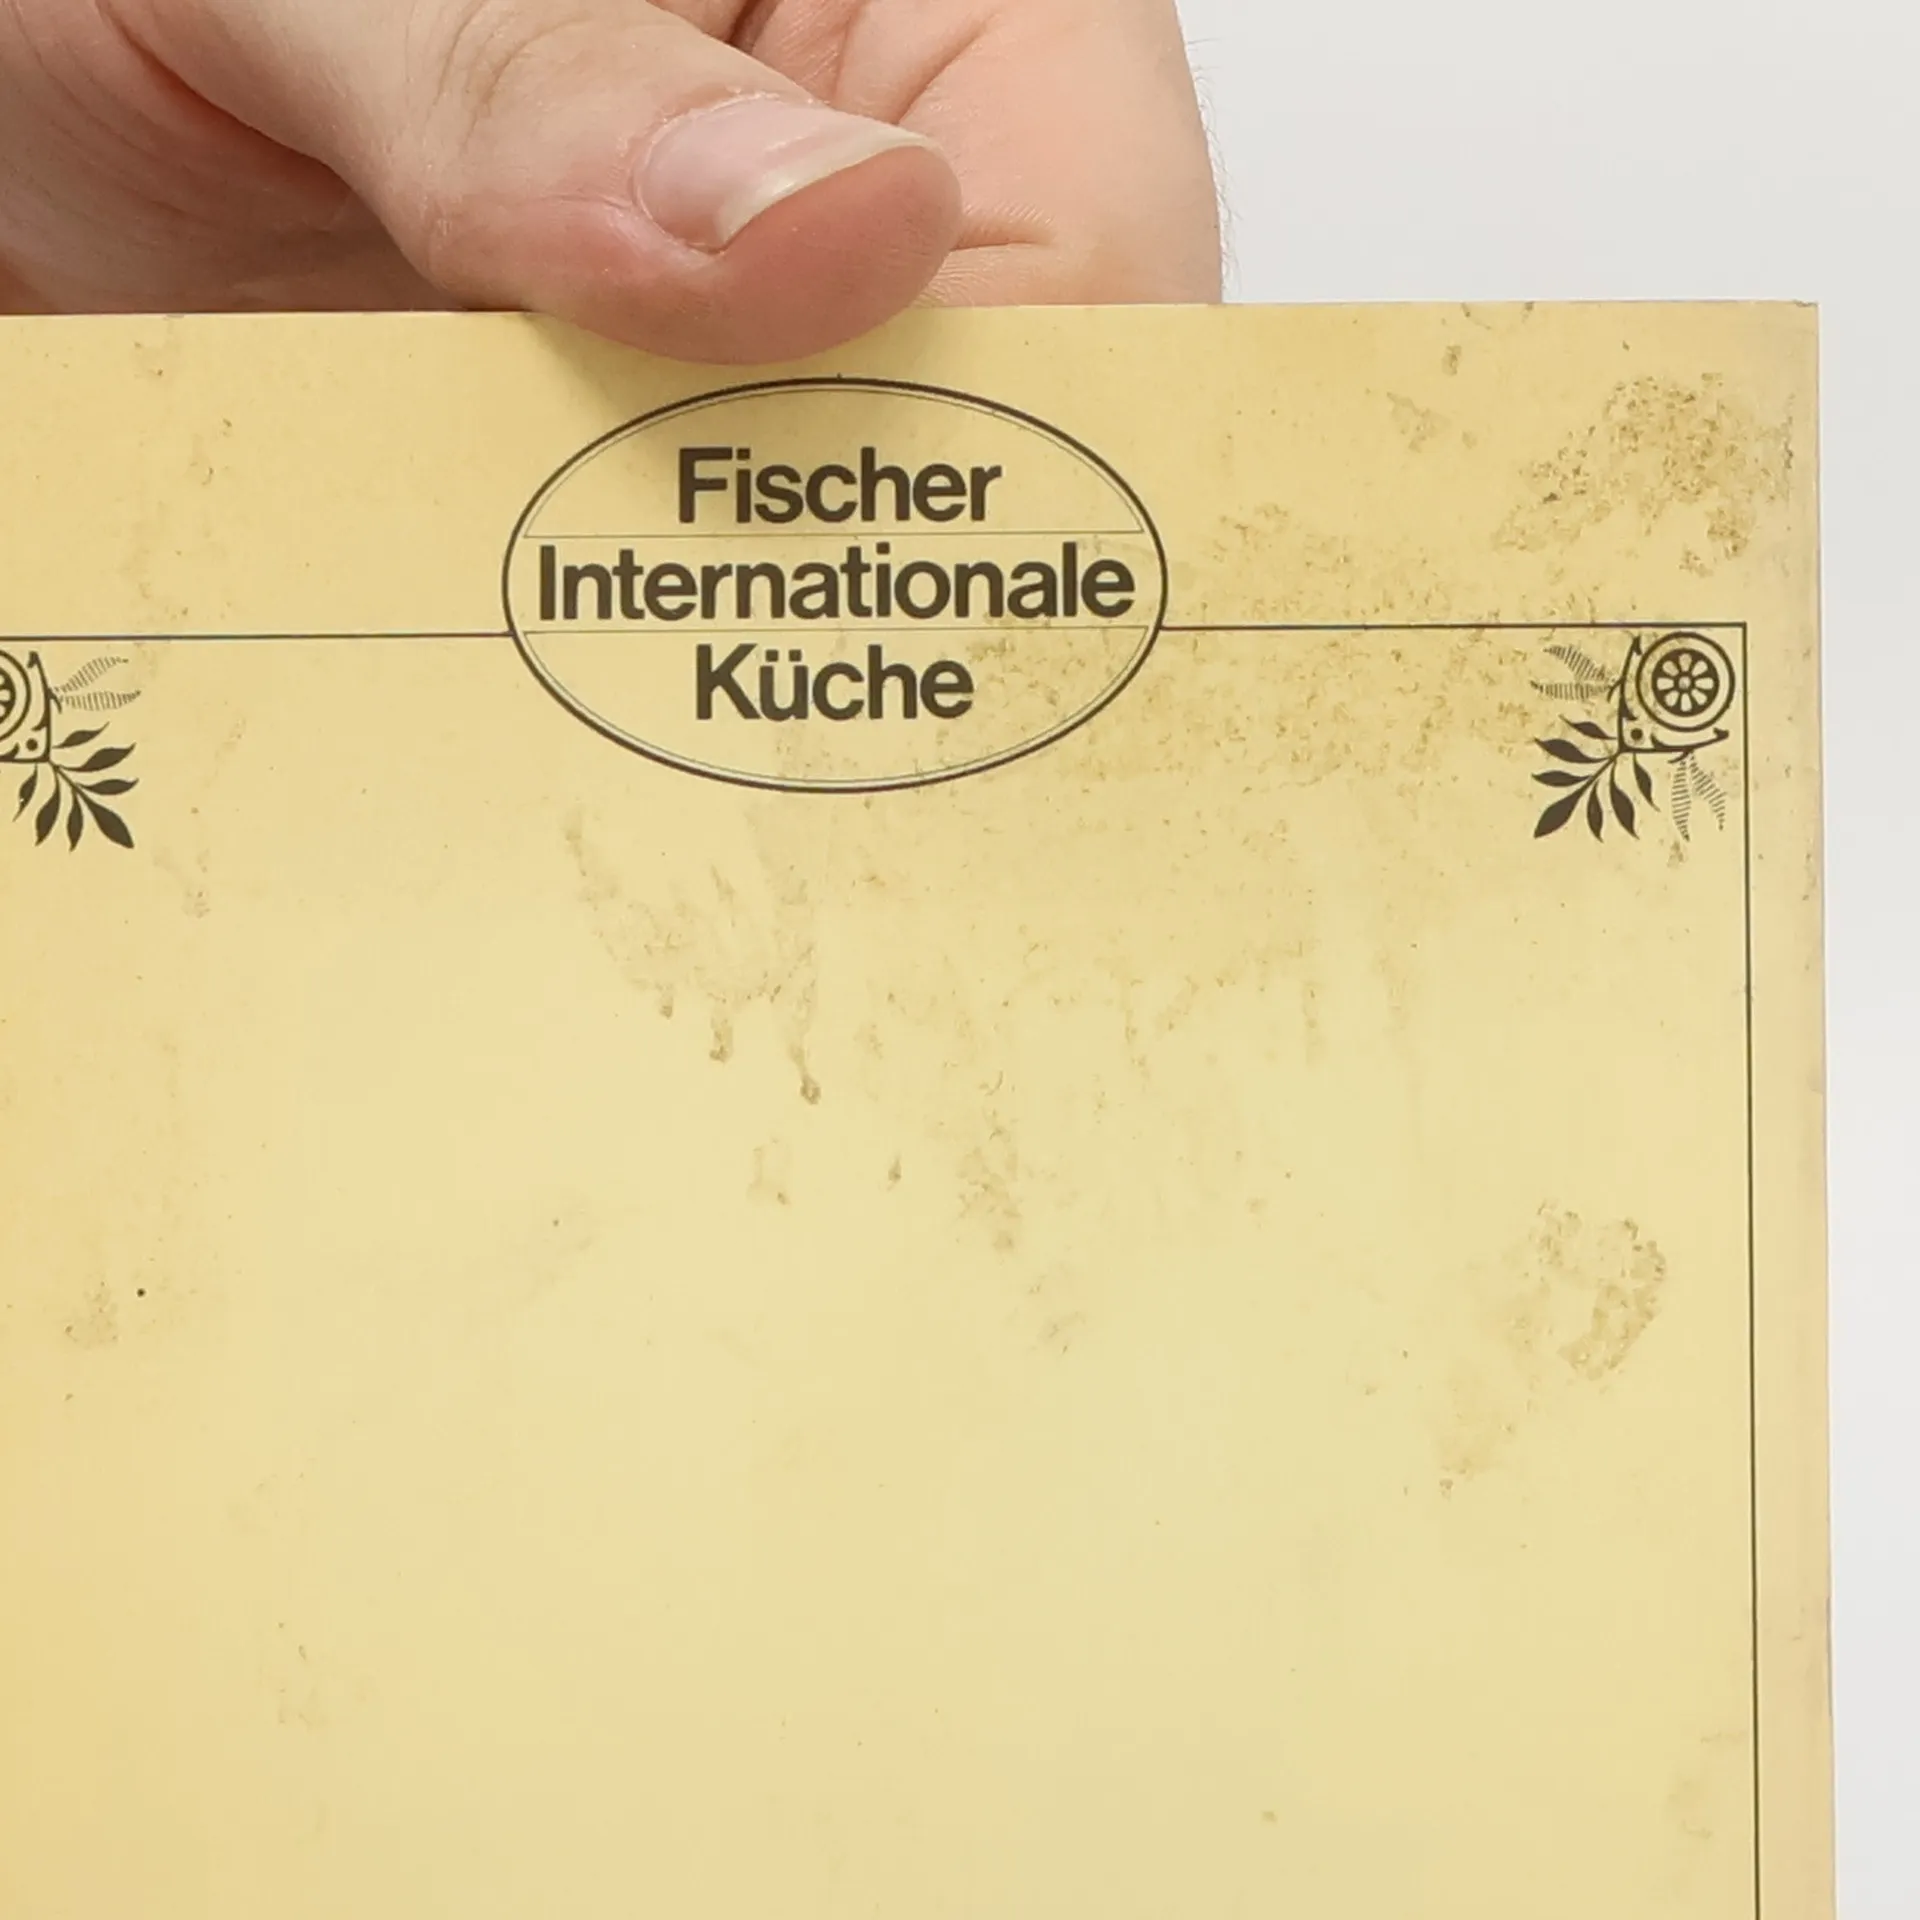 Fischer
Internationale
Küche